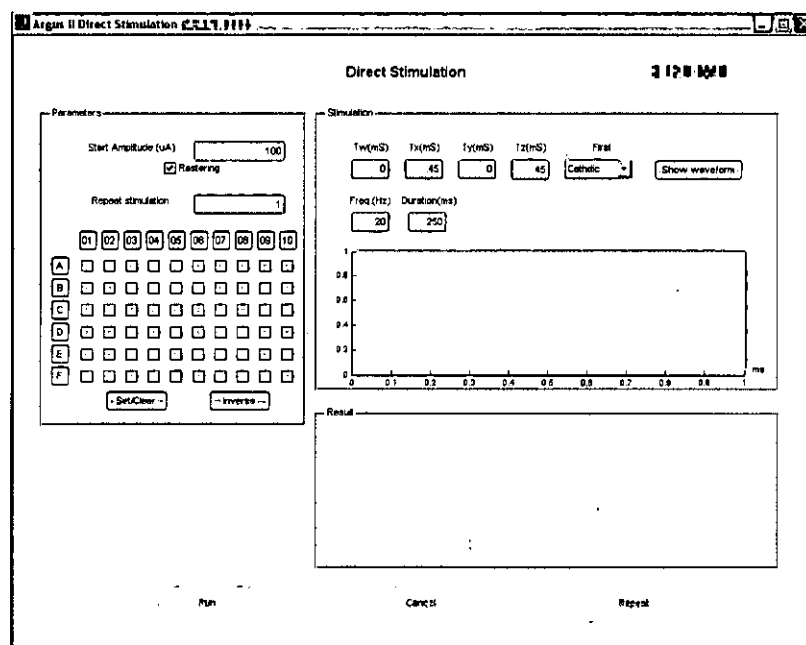 Argus II Direct Stimulation
Direct Stimulation
Parameters
Start Amplitude (uA) 100
Rastering
Repeat stimulation 1
01 02 03 04 05 06 07 08 09 10
A
B
C
D
E
F
- Set/Clear -
- Inverse -
Stimulation
Tw(mS) Tx(mS) Ty(mS) Tz(mS) First
0 .45 0 .45 Cathdic Show waveform
Freq.(Hz) Duration(ms)
20 250
1
0.8
0.6
0.4
0.2
0
0 0.1 0.2 0.3 0.4 0.5 0.6 0.7 0.8 0.9 1
ms
Result
Run Cancel Repeat